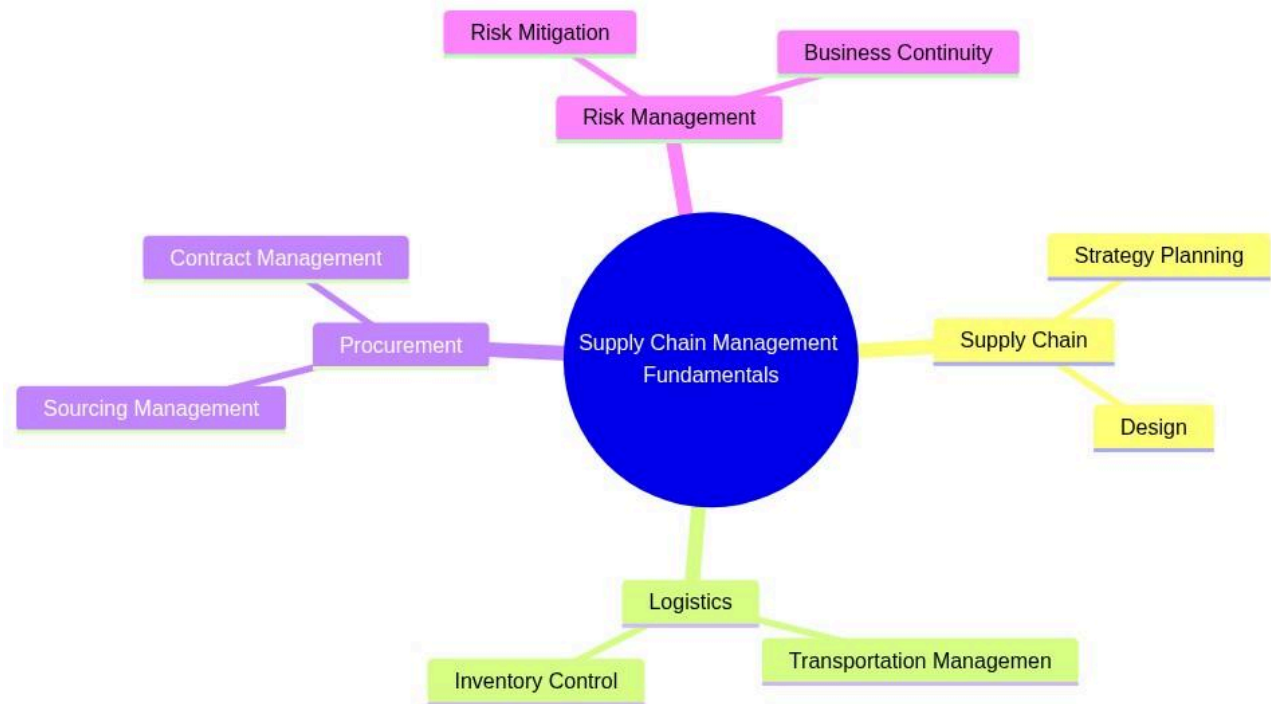 Risk Mitigation
Business Continuity
Risk Management
Contract Management
Strategy Planning
Procurement
Supply Chain Management
Fundamentals
Supply Chain
Sourcing Management
Design
Logistics
Inventory Control
Transportation Managemen